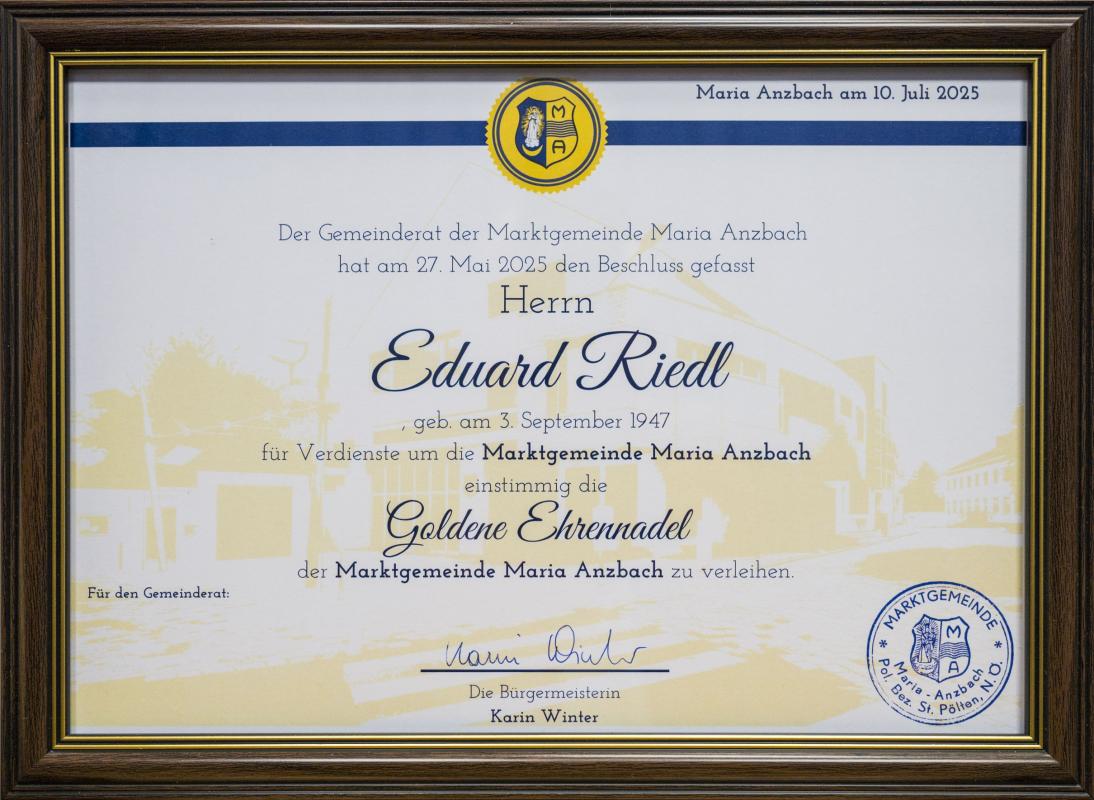 Maria Anzbach am 10. Juli 2025
M
A
Der Gemeinderat der Marktgemeinde Maria Anzbach
hat am 27. Mai 2025 den Beschluss gefasst
Herrn
Eduard Riedl
, geb. am 3. September 1947
für Verdienste um die Marktgemeinde Maria Anzbach
einstimmig die
Goldene Ehrennadel
der Marktgemeinde Maria Anzbach zu verleihen.
Für den Gemeinderat:
Karin Winter
Die Bürgermeisterin
Karin Winter
* MARKTGEMEINDE *
M
A
Maria - Anzbach
Pol. Bez. St. Pölten, N.Ö.